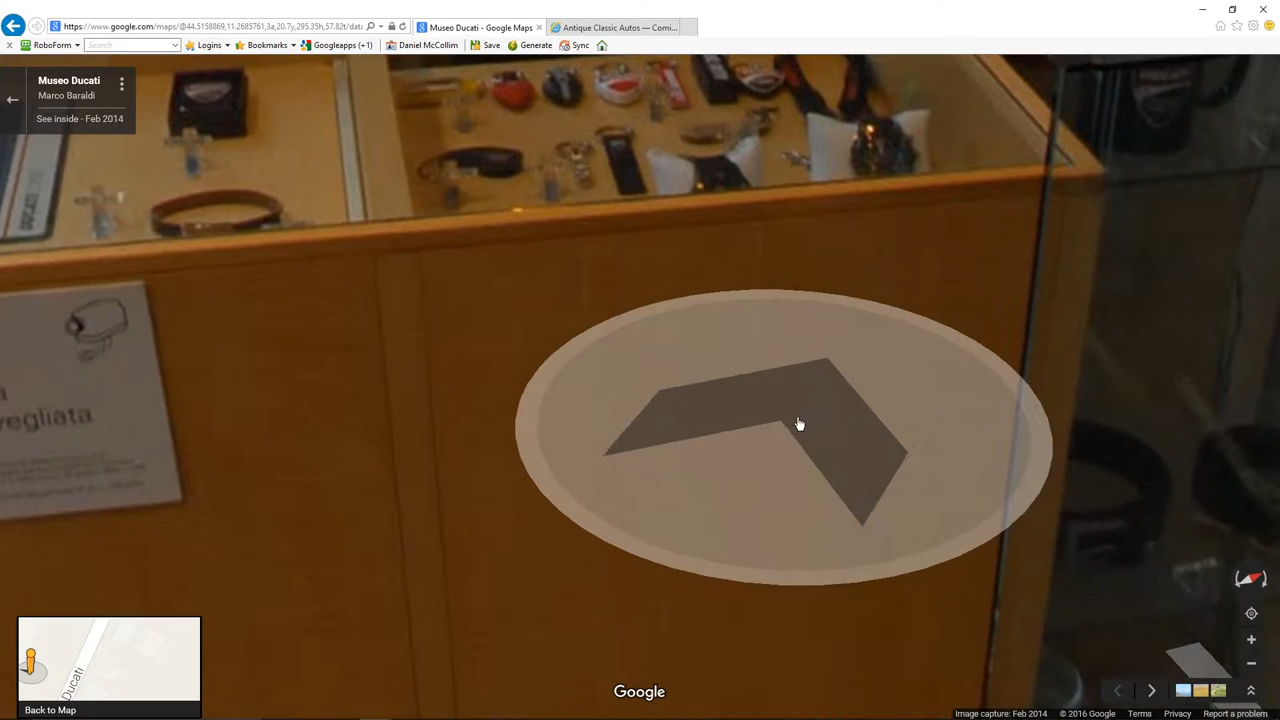 https://www.google.com/maps/@44.5158869,11.2685761,3a,20.7y,295.35h,57.82t/data
Museo Ducati - Google Maps
Antique Classic Autos — Comi...
RoboForm
Search
Logins
Bookmarks
Googleapps (+1)
Daniel McCollim
Save
Generate
Sync
Museo Ducati
Marco Baraldi
See inside - Feb 2014
DUCATI
vegliata
Ducati
Back to Map
Google
Image capture: Feb 2014 © 2016 Google Terms Privacy Report a problem